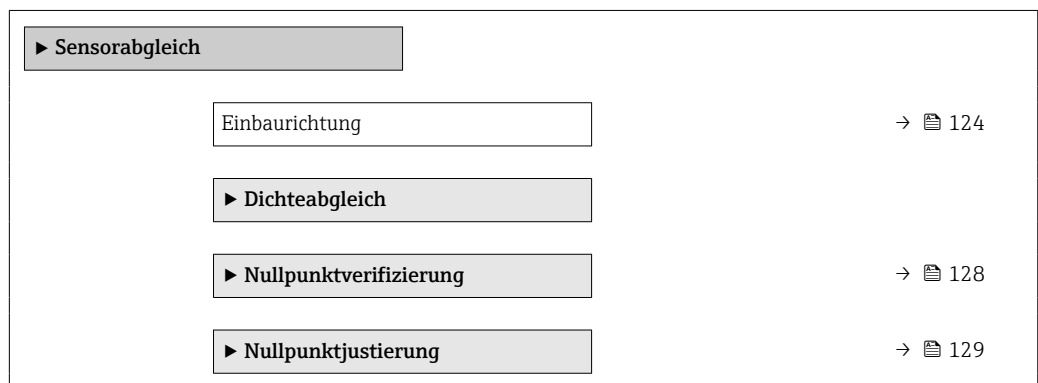 ▶ Sensorabgleich
Einbaurichtung → 124
▶ Dichteabgleich
▶ Nullpunktverifizierung → 128
▶ Nullpunktjustierung → 129